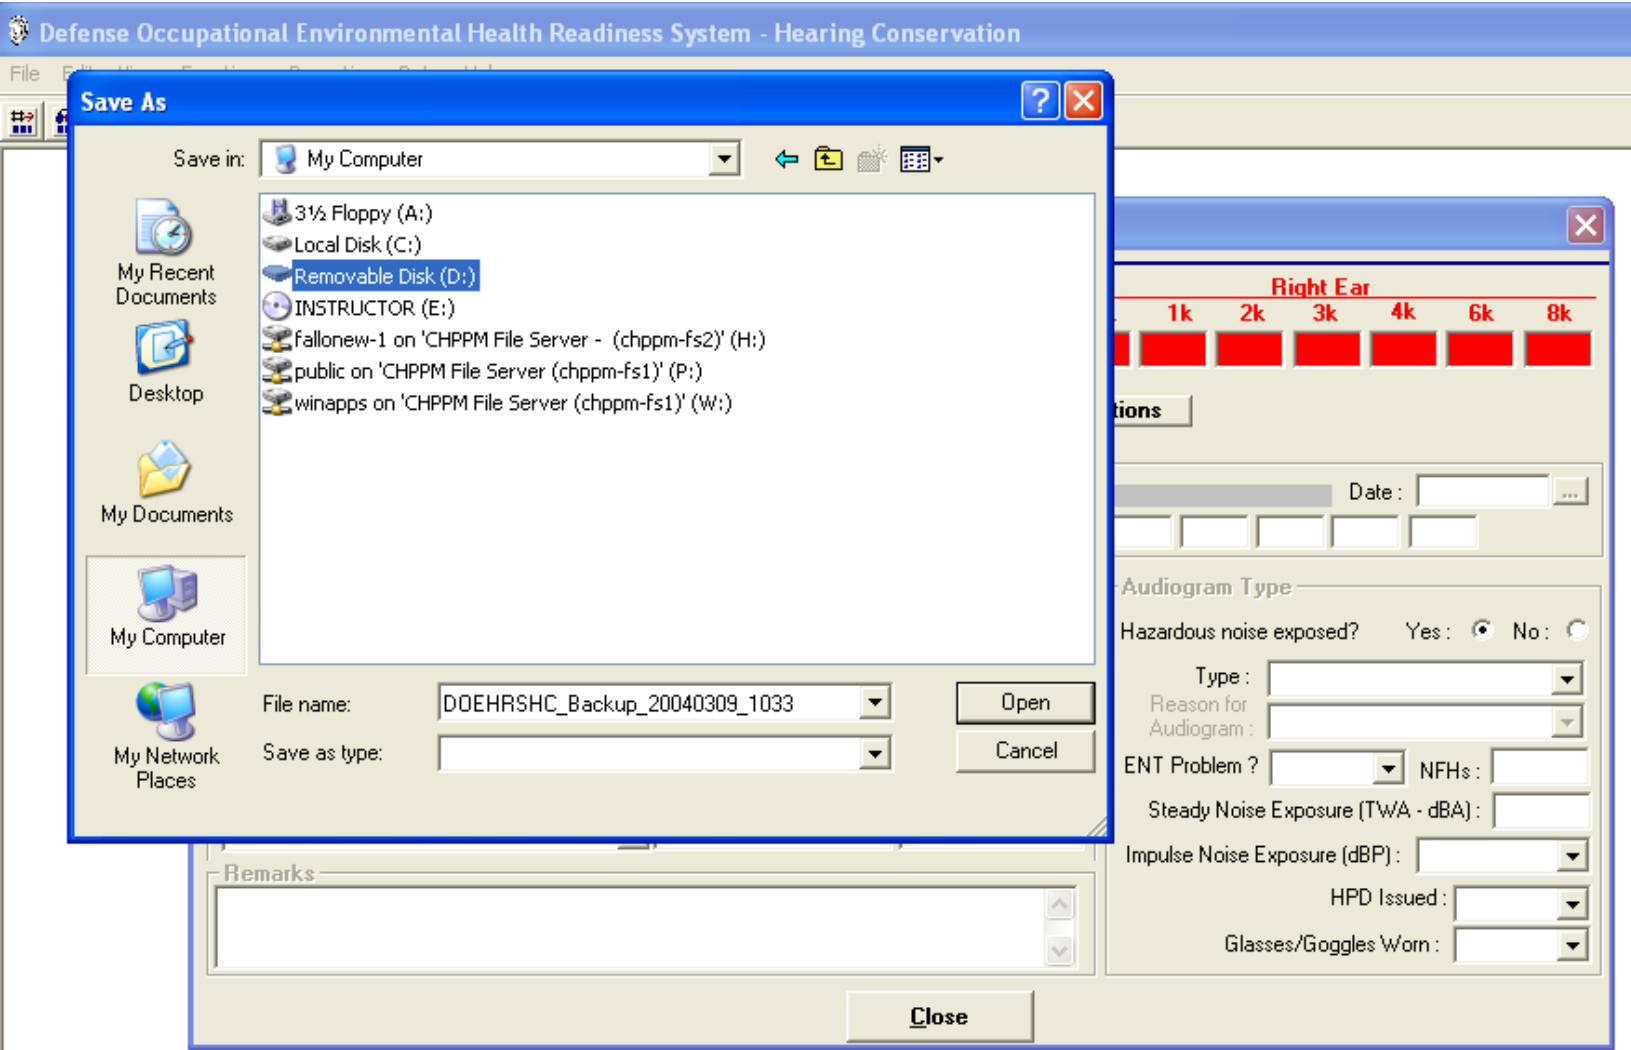 Defense Occupational Environmental Health Readiness System - Hearing Conservation
File
Save As
Save in: My Computer
3½ Floppy (A:)
Local Disk (C:)
Removable Disk (D:)
INSTRUCTOR (E:)
fallonew-1 on 'CHPPM File Server - (chppm-fs2)' (H:)
public on 'CHPPM File Server (chppm-fs1)' (P:)
winapps on 'CHPPM File Server (chppm-fs1)' (W:)
My Recent
Documents
Desktop
My Documents
My Computer
My Network
Places
File name: DOEHRSHC_Backup_20040309_1033
Open
Save as type:
Cancel
Right Ear
1k 2k 3k 4k 6k 8k
tions
Date : ...
Audiogram Type
Hazardous noise exposed? Yes : No :
Type :
Reason for
Audiogram :
ENT Problem ? NFHs :
Steady Noise Exposure (TWA - dBA) :
Impulse Noise Exposure (dBP) :
HPD Issued :
Glasses/Goggles Worn :
Remarks
Close